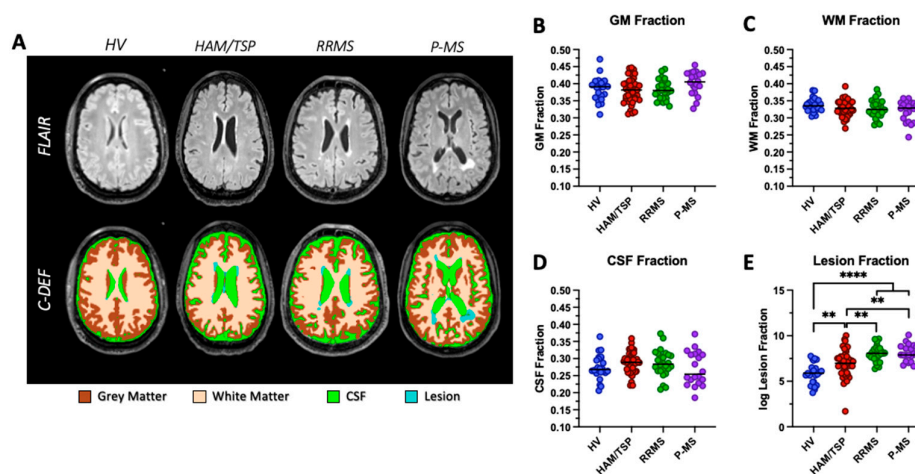 A
HV
HAM/TSP
RRMS
P-MS
FLAIR
C-DEF
Grey Matter
White Matter
CSF
Lesion
B
GM Fraction
GM Fraction
0.50
0.45
0.40
0.35
0.30
0.25
0.20
0.15
0.10
HV
HAM/TSP
RRMS
P-MS
C
WM Fraction
WM Fraction
0.50
0.45
0.40
0.35
0.30
0.25
0.20
0.15
0.10
HV
HAM/TSP
RRMS
P-MS
D
CSF Fraction
CSF Fraction
0.50
0.45
0.40
0.35
0.30
0.25
0.20
0.15
0.10
HV
HAM/TSP
RRMS
P-MS
E
Lesion Fraction
log Lesion Fraction
15
10
5
0
****
**
**
**
HV
HAM/TSP
RRMS
P-MS